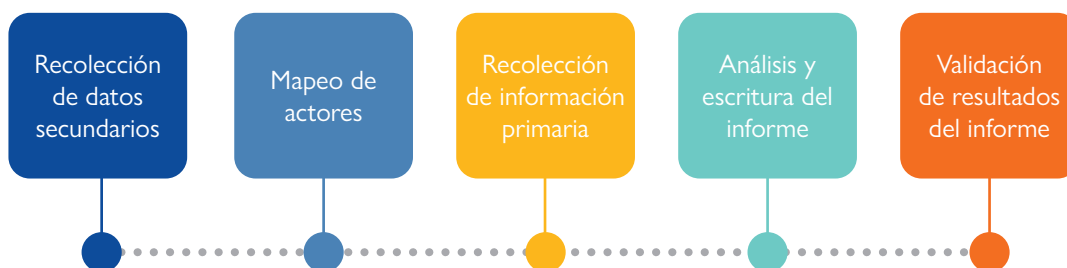 Recolección
de datos
secundarios
Mapeo de
actores
Recolección
de información
primaria
Análisis y
escritura del
informe
Validación
de resultados
del informe